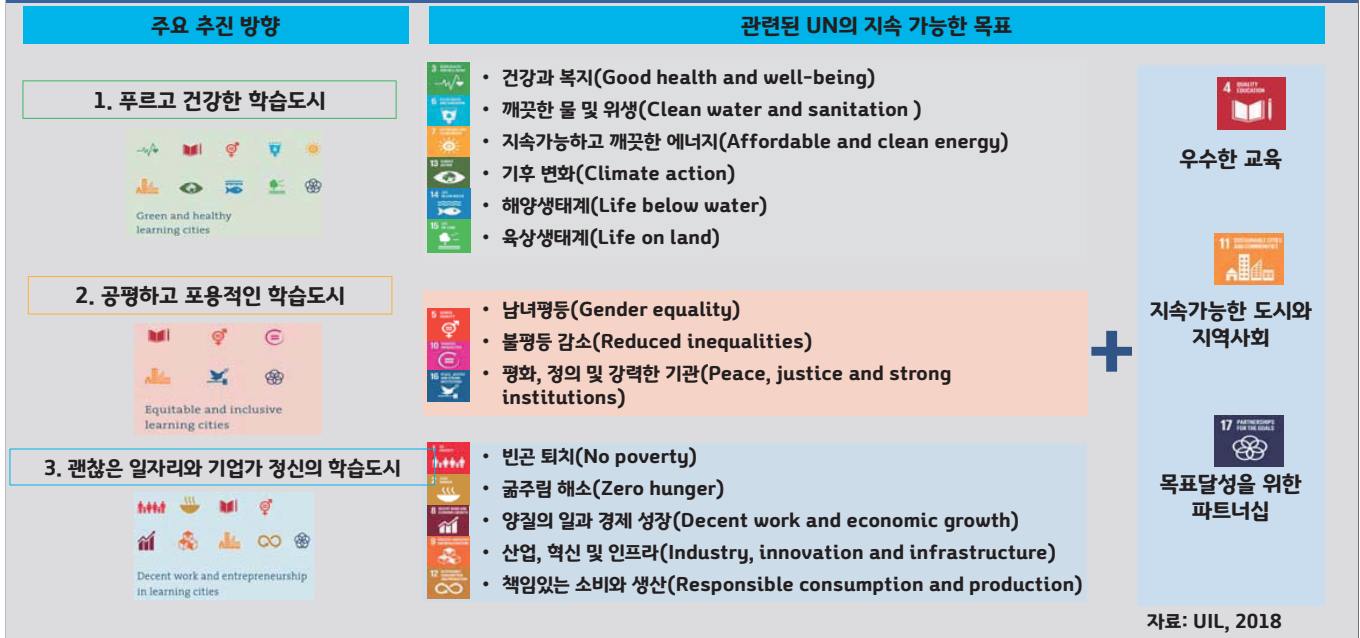 주요 추진 방향
관련된 UN의 지속 가능한 목표
1. 푸르고 건강한 학습도시
Green and healthy
learning cities
3
• 건강과 복지(Good health and well-being)
6
• 깨끗한 물 및 위생(Clean water and sanitation )
7
• 지속가능하고 깨끗한 에너지(Affordable and clean energy)
13
• 기후 변화(Climate action)
14
• 해양생태계(Life below water)
15
• 육상생태계(Life on land)
2. 공평하고 포용적인 학습도시
Equitable and inclusive
learning cities
5
• 남녀평등(Gender equality)
10
• 불평등 감소(Reduced inequalities)
16
• 평화, 정의 및 강력한 기관(Peace, justice and strong
institutions)
3. 괜찮은 일자리와 기업가 정신의 학습도시
Decent work and entrepreneurship
in learning cities
• 빈곤 퇴치(No poverty)
• 굶주림 해소(Zero hunger)
8
• 양질의 일과 경제 성장(Decent work and economic growth)
9
• 산업, 혁신 및 인프라(Industry, innovation and infrastructure)
12
• 책임있는 소비와 생산(Responsible consumption and production)
4 QUALITY
EDUCATION
우수한 교육
11 SUSTAINABLE CITIES
AND COMMUNITIES
지속가능한 도시와
지역사회
17 PARTNERSHIPS
FOR THE GOALS
목표달성을 위한
파트너십
자료: UIL, 2018